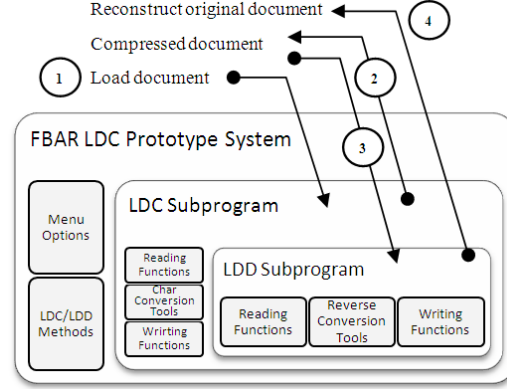 Reconstruct original document
4
Compressed document
1
Load document
2
3
FBAR LDC Prototype System
Menu
Options
LDC/LDD
Methods
LDC Subprogram
Reading
Functions
Char
Conversion
Tools
Wrirting
Functions
LDD Subprogram
Reading
Functions
Reverse
Conversion
Tools
Writing
Functions